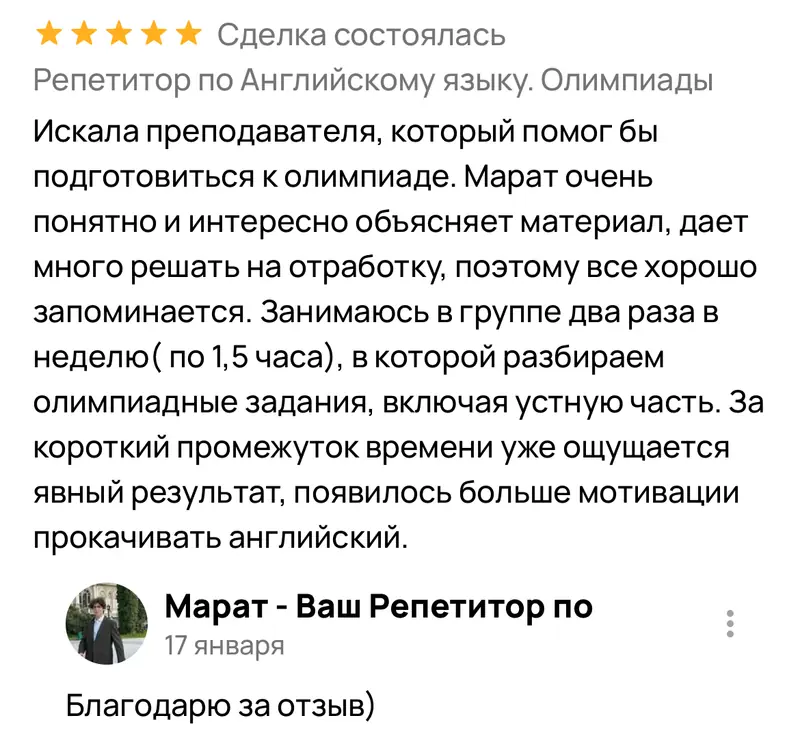 Сделка состоялась
Репетитор по Английскому языку. Олимпиады
Искала преподавателя, который помог бы
подготовиться к олимпиаде. Марат очень
понятно и интересно объясняет материал, дает
много решать на отработку, поэтому все хорошо
запоминается. Занимаюсь в группе два раза в
неделю( по 1,5 часа), в которой разбираем
олимпиадные задания, включая устную часть. За
короткий промежуток времени уже ощущается
явный результат, появилось больше мотивации
прокачивать английский.
Марат - Ваш Репетитор по
17 января
Благодарю за отзыв)